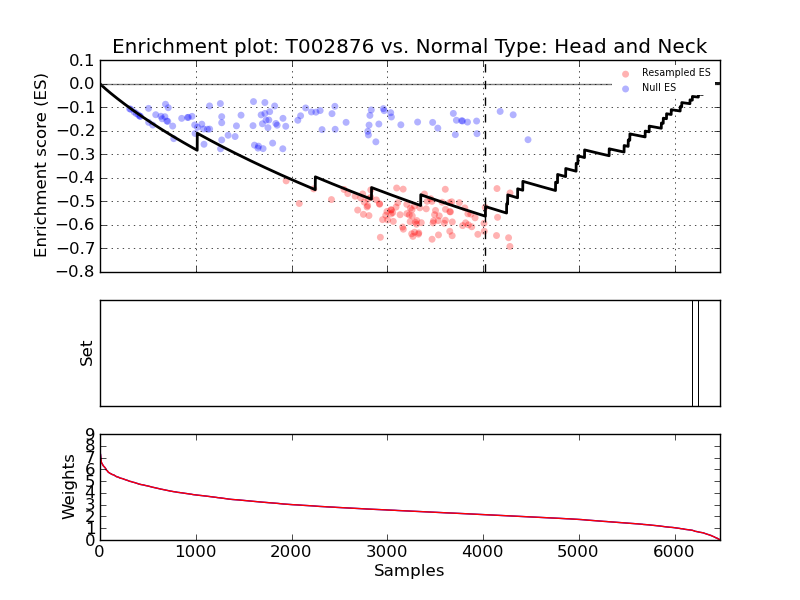 Enrichment plot: T002876 vs. Normal Type: Head and Neck
Enrichment score (ES)
0.1
0.0
−0.1
−0.2
−0.3
−0.4
−0.5
−0.6
−0.7
−0.8
Resampled ES
Null ES
Set
Weights
9
8
7
6
5
4
3
2
1
0
0 1000 2000 3000 4000 5000 6000
Samples